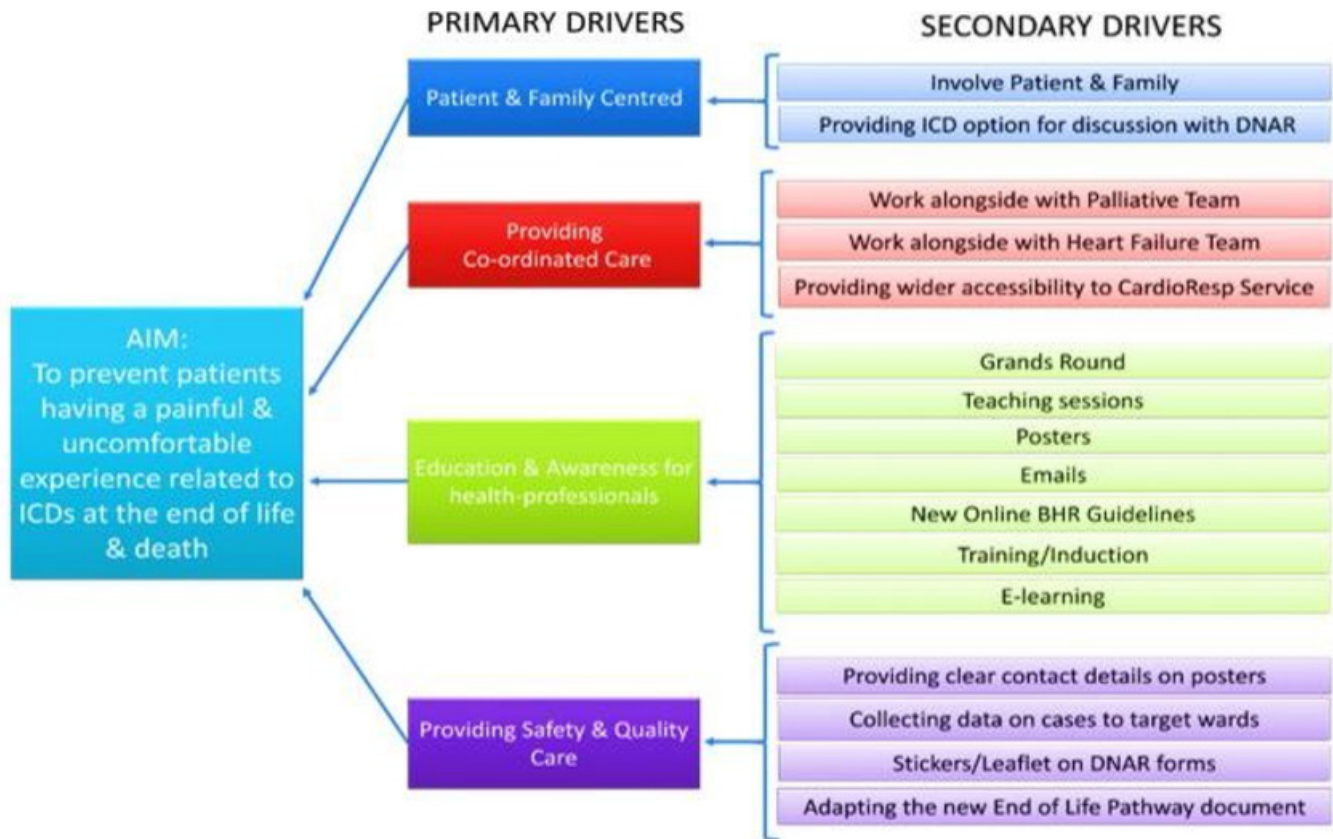 PRIMARY DRIVERS
SECONDARY DRIVERS
Patient & Family Centred
Involve Patient & Family
Providing ICD option for discussion with DNAR
Providing
Co-ordinated Care
Work alongside with Palliative Team
Work alongside with Heart Failure Team
Providing wider accessibility to CardioResp Service
AIM:
To prevent patients
having a painful &
uncomfortable
experience related to
ICDs at the end of life
& death
Education & Awareness for
health-professionals
Grands Round
Teaching sessions
Posters
Emails
New Online BHR Guidelines
Training/Induction
E-learning
Providing Safety & Quality
Care
Providing clear contact details on posters
Collecting data on cases to target wards
Stickers/Leaflet on DNAR forms
Adapting the new End of Life Pathway document